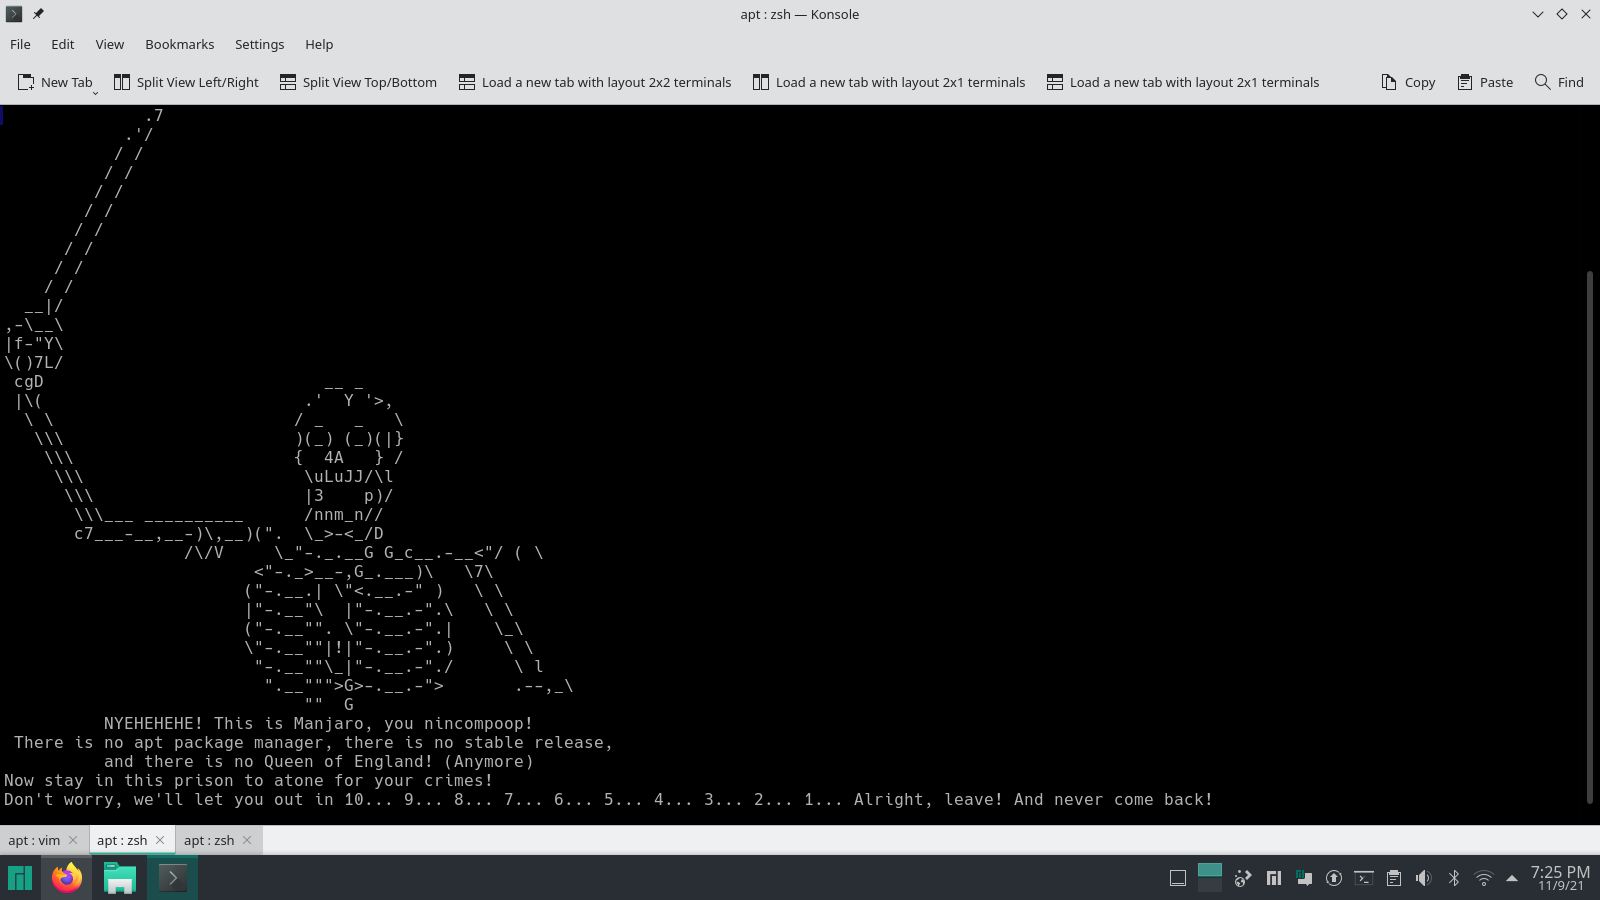 apt : zsh — Konsole
File Edit View Bookmarks Settings Help
New Tab Split View Left/Right Split View Top/Bottom Load a new tab with layout 2x2 terminals Load a new tab with layout 2x1 terminals Load a new tab with layout 2x1 terminals Copy Paste Find
              .7
            .'/
           / /
          / /
         / /
        / /
       / /
      / /
     / /
    / /
  __|/
,-\__\
|f-"Y\
\()7L/
 cgD                            __ _
 |\(                          .'  Y '>,
  \ \                        / _   _   \
   \\\                       )(_) (_)(|}
    \\\                      {  4A   } /
     \\\                      \uLuJJ/\l
      \\\                     |3    p)/
       \\\___ __________      /nnm_n//
       c7___-__,__-)\,__)(".  \_>-<_/D
                  /\/V     \_"-._.__G G_c__.-__<"/ ( \
                         <"-._>__-,G_.___)\   \7\
                        ("-.__.| \"<.__.-" )   \ \
                        |"-.__"\  |"-.__.-".\   \ \
                        ("-.__"". \"-.__.-".|    \_\
                        \"-.__""|!|"-.__.-".)     \ \
                         "-.__""\_|"-.__.-"./      \ l
                          ".__""">G>-.__.-">       .--,_\
                              ""  G
NYEHEHEHE! This is Manjaro, you nincompoop!
There is no apt package manager, there is no stable release,
and there is no Queen of England! (Anymore)
Now stay in this prison to atone for your crimes!
Don't worry, we'll let you out in 10... 9... 8... 7... 6... 5... 4... 3... 2... 1... Alright, leave! And never come back!
apt : vim apt : zsh apt : zsh
7:25 PM
11/9/21